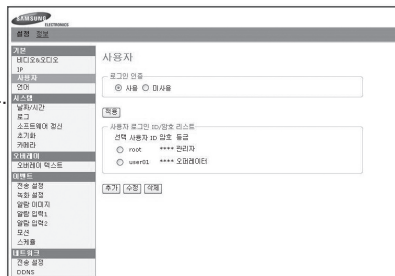 SAMSUNG
ELECTRONICS
설정 정보
기본
비디오&오디오
IP
사용자
언어
시스템
날짜/시간
로그
소프트웨어 갱신
초기화
카메라
오버레이
오버레이 텍스트
이벤트
전송 설정
녹화 설정
알람 이미지
알람 입력1
알람 입력2
모션
스케줄
네트워크
전송 설정
DDNS
사용자
로그인 인증
사용 미사용
적용
사용자 로그인 ID/암호 리스트
선택 사용자 ID 암호 등급
root **** 관리자
user01 **** 오퍼레이터
추가 수정 삭제